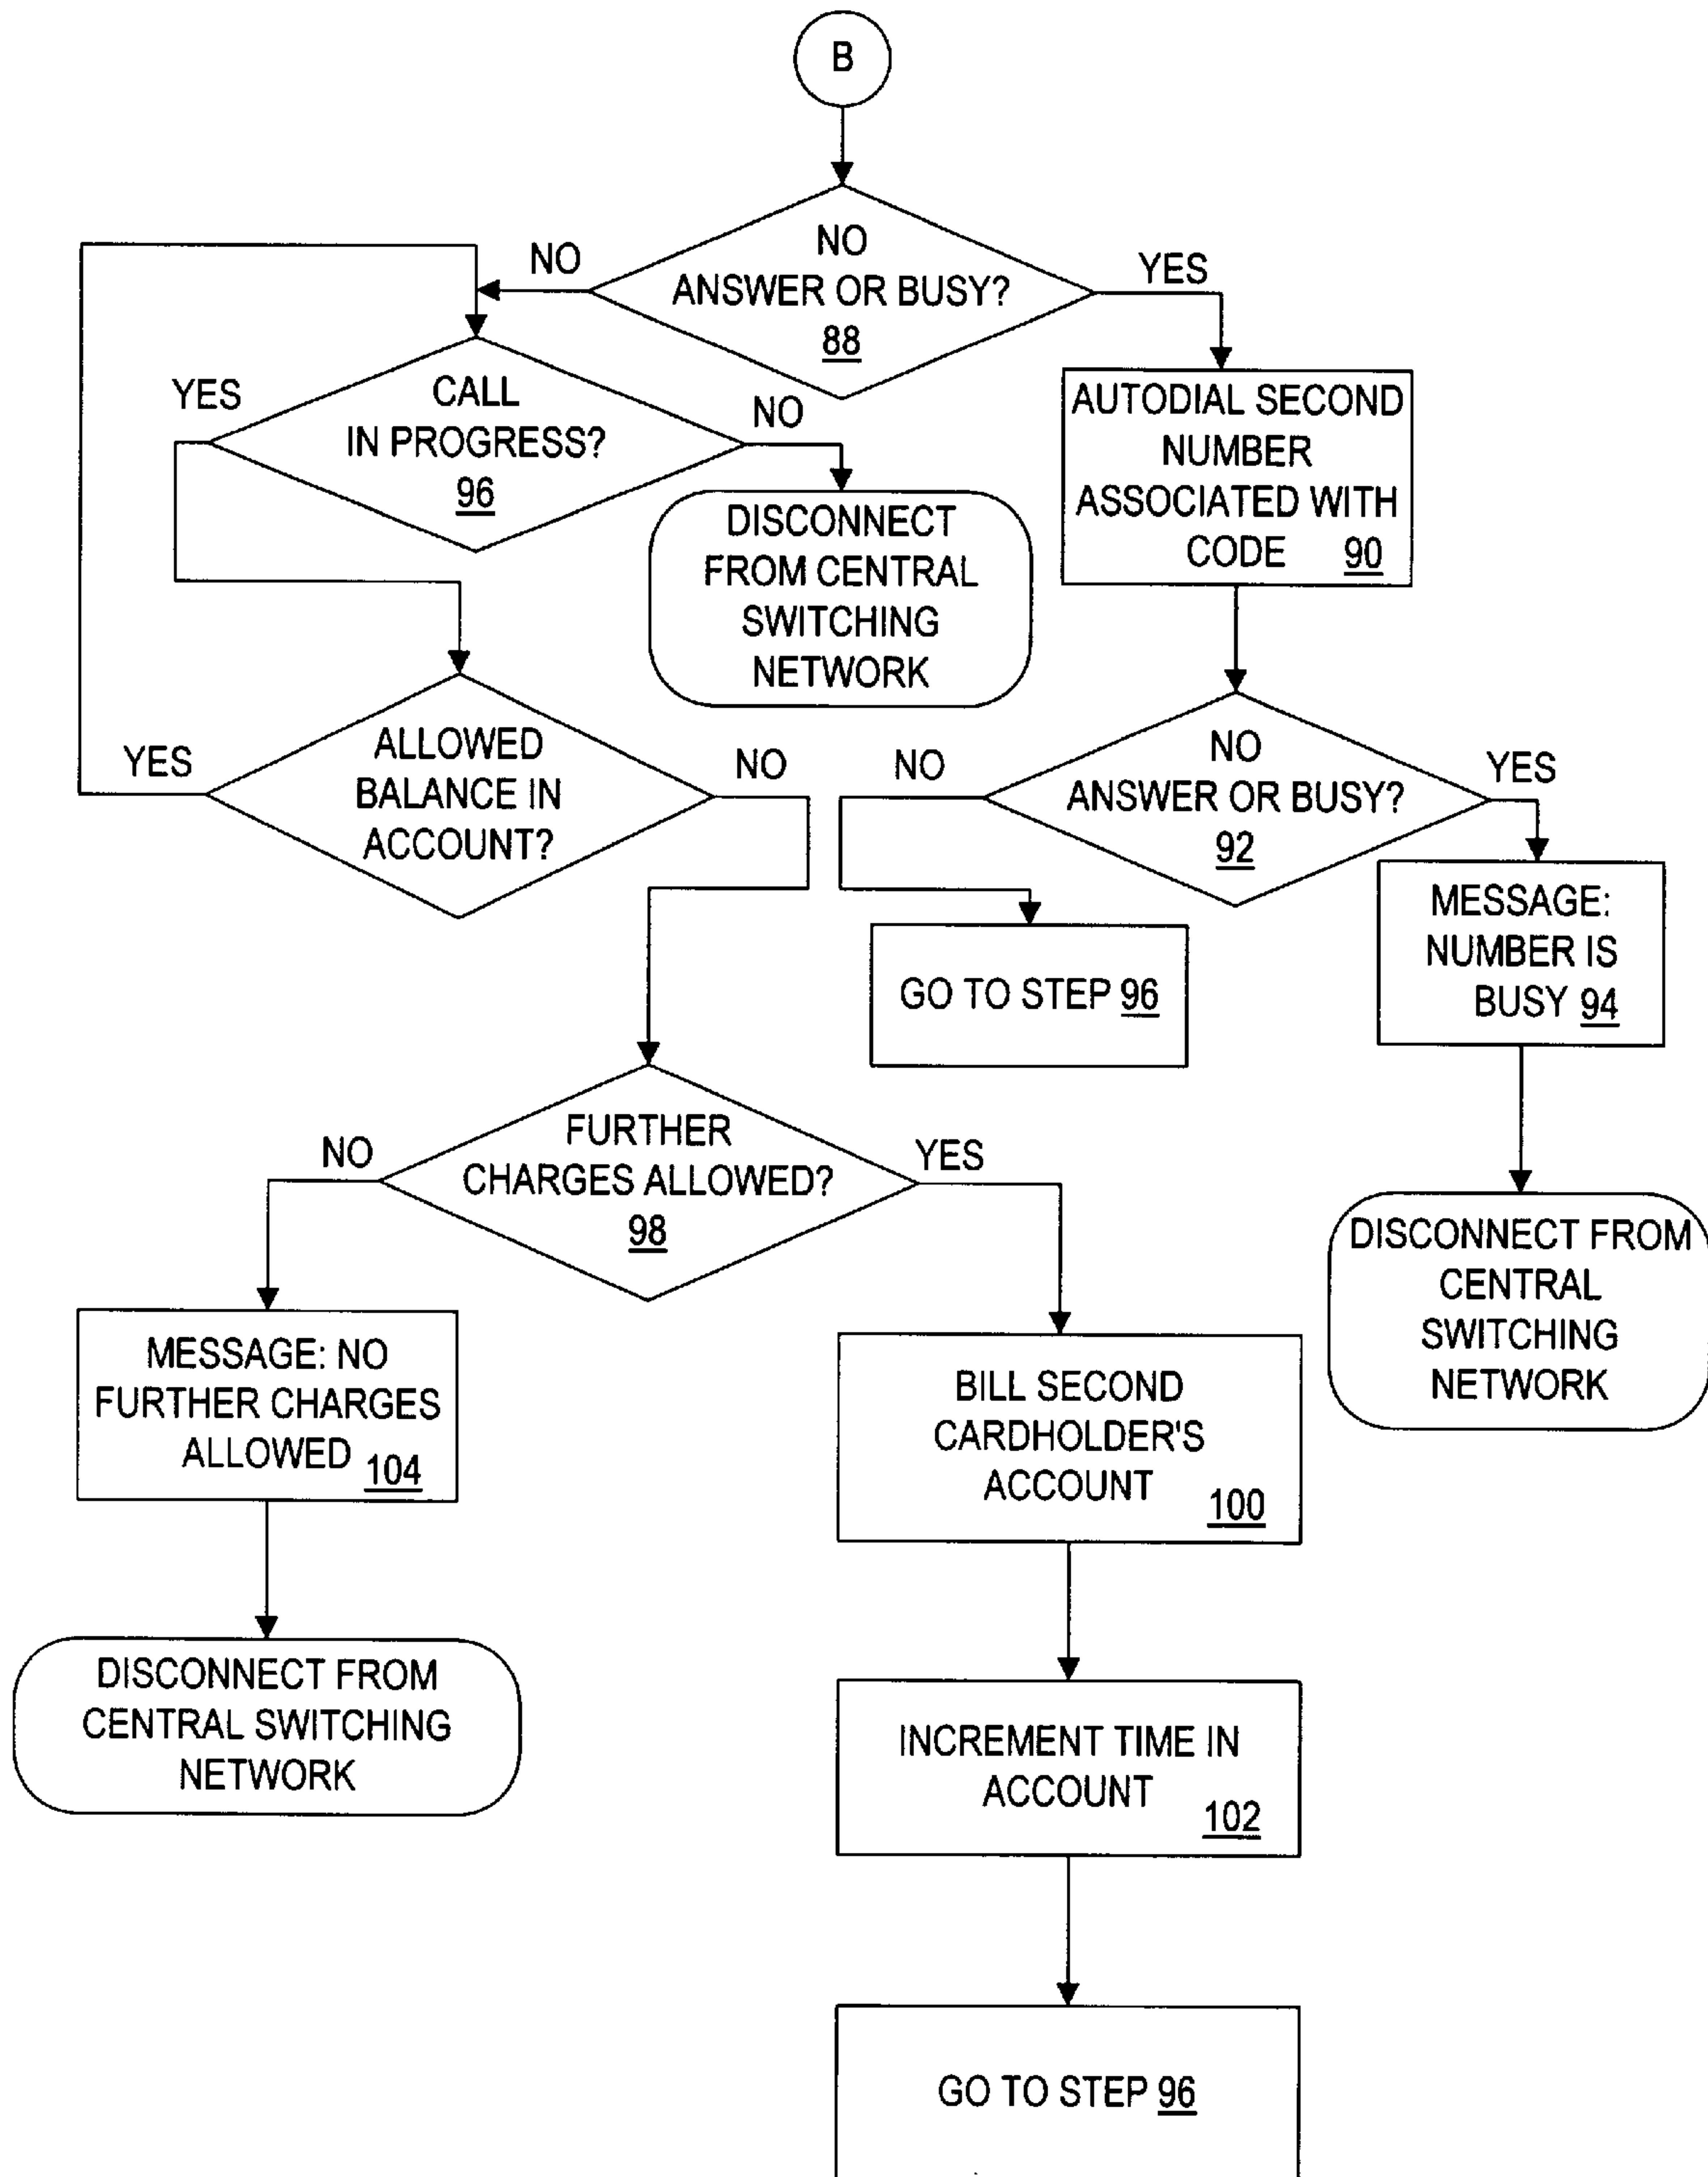 B
NO
ANSWER OR BUSY?
88
NO
YES
CALL
IN PROGRESS?
96
YES
NO
AUTODIAL SECOND
NUMBER
ASSOCIATED WITH
CODE 90
DISCONNECT
FROM CENTRAL
SWITCHING
NETWORK
ALLOWED
BALANCE IN
ACCOUNT?
YES
NO
NO
ANSWER OR BUSY?
92
NO
YES
MESSAGE:
NUMBER IS
BUSY 94
GO TO STEP 96
FURTHER
CHARGES ALLOWED?
98
NO
YES
DISCONNECT FROM
CENTRAL
SWITCHING
NETWORK
MESSAGE: NO
FURTHER CHARGES
ALLOWED 104
BILL SECOND
CARDHOLDER'S
ACCOUNT
100
DISCONNECT FROM
CENTRAL SWITCHING
NETWORK
INCREMENT TIME IN
ACCOUNT
102
GO TO STEP 96